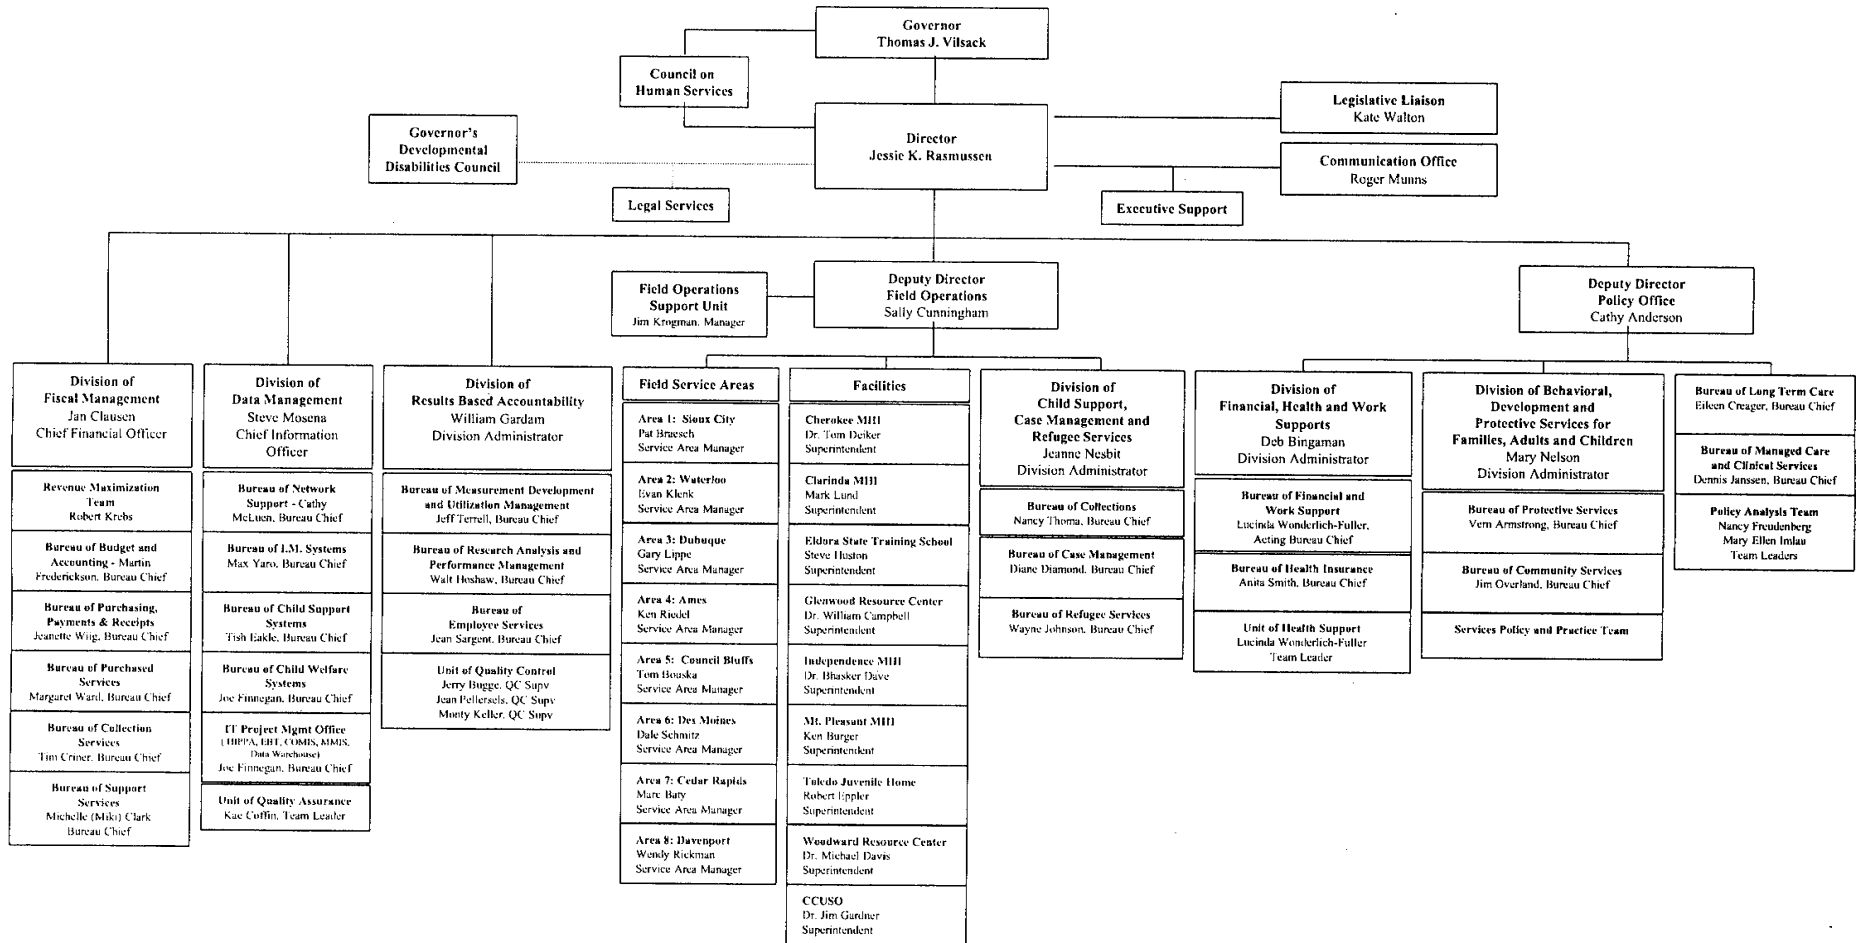 Governor
Thomas J. Vilsack
Council on
Human Services
Legislative Liaison
Kate Walton
Governor's
Developmental
Disabilities Council
Director
Jessie K. Rasmussen
Communication Office
Roger Munns
Legal Services
Executive Support
Field Operations
Support Unit
Jim Krogman, Manager
Deputy Director
Field Operations
Sally Cunningham
Deputy Director
Policy Office
Cathy Anderson
Division of
Fiscal Management
Jan Clausen
Chief Financial Officer
Revenue Maximization
Team
Robert Krebs
Bureau of Budget and
Accounting - Martin
Frederickson, Bureau Chief
Bureau of Purchasing,
Payments & Receipts
Jeanette Wiig, Bureau Chief
Bureau of Purchased
Services
Margaret Ward, Bureau Chief
Bureau of Collection
Services
Tim Criner, Bureau Chief
Bureau of Support
Services
Michelle (Miki) Clark
Bureau Chief
Division of
Data Management
Steve Mosena
Chief Information
Officer
Bureau of Network
Support - Cathy
McLuen, Bureau Chief
Bureau of I.M. Systems
Max Yaro, Bureau Chief
Bureau of Child Support
Systems
Tish Eakle, Bureau Chief
Bureau of Child Welfare
Systems
Joe Finnegan, Bureau Chief
IT Project Mgmt Office
( HIPPA, EBT, COMIS, MMIS,
Data Warehouse)
Joe Finnegan, Bureau Chief
Unit of Quality Assurance
Kae Coffin, Team Leader
Division of
Results Based Accountability
William Gardam
Division Administrator
Bureau of Measurement Development
and Utilization Management
Jeff Terrell, Bureau Chief
Bureau of Research Analysis and
Performance Management
Walt Hoshaw, Bureau Chief
Bureau of
Employee Services
Jean Sargent, Bureau Chief
Unit of Quality Control
Jerry Bugge, QC Supv
Jean Pellersels, QC Supv
Monty Keller, QC Supv
Field Service Areas
Area 1: Sioux City
Pat Braesch
Service Area Manager
Area 2: Waterloo
Evan Klenk
Service Area Manager
Area 3: Dubuque
Gary Lippe
Service Area Manager
Area 4: Ames
Ken Riedel
Service Area Manager
Area 5: Council Bluffs
Tom Bouska
Service Area Manager
Area 6: Des Moines
Dale Schmitz
Service Area Manager
Area 7: Cedar Rapids
Marc Baty
Service Area Manager
Area 8: Davenport
Wendy Rickman
Service Area Manager
Facilities
Cherokee MHI
Dr. Tom Deiker
Superintendent
Clarinda MHI
Mark Lund
Superintendent
Eldora State Training School
Steve Huston
Superintendent
Glenwood Resource Center
Dr. William Campbell
Superintendent
Independence MHI
Dr. Bhasker Dave
Superintendent
Mt. Pleasant MHI
Ken Burger
Superintendent
Toledo Juvenile Home
Robert Eppler
Superintendent
Woodward Resource Center
Dr. Michael Davis
Superintendent
CCUSO
Dr. Jim Gardner
Superintendent
Division of
Child Support,
Case Management and
Refugee Services
Jeanne Nesbit
Division Administrator
Bureau of Collections
Nancy Thoma, Bureau Chief
Bureau of Case Management
Diane Diamond, Bureau Chief
Bureau of Refugee Services
Wayne Johnson, Bureau Chief
Division of
Financial, Health and Work
Supports
Deb Bingaman
Division Administrator
Bureau of Financial and
Work Support
Lucinda Wonderlich-Fuller,
Acting Bureau Chief
Bureau of Health Insurance
Anita Smith, Bureau Chief
Unit of Health Support
Lucinda Wonderlich-Fuller
Team Leader
Division of Behavioral,
Development and
Protective Services for
Families, Adults and Children
Mary Nelson
Division Administrator
Bureau of Protective Services
Vern Armstrong, Bureau Chief
Bureau of Community Services
Jim Overland, Bureau Chief
Services Policy and Practice Team
Bureau of Long Term Care
Eileen Creager, Bureau Chief
Bureau of Managed Care
and Clinical Services
Dennis Janssen, Bureau Chief
Policy Analysis Team
Nancy Freudenberg
Mary Ellen Imlau
Team Leaders